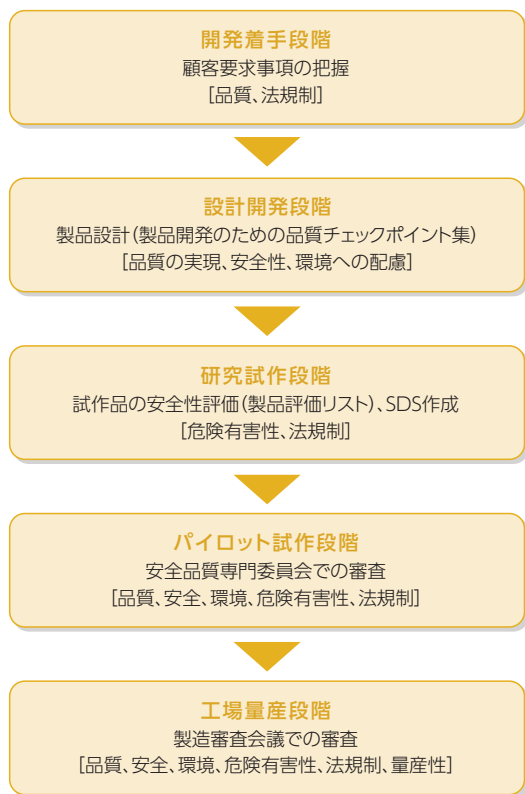 開発着手段階
顧客要求事項の把握
[品質、法規制]
設計開発段階
製品設計(製品開発のための品質チェックポイント集)
[品質の実現、安全性、環境への配慮]
研究試作段階
試作品の安全性評価(製品評価リスト)、SDS作成
[危険有害性、法規制]
パイロット試作段階
安全品質専門委員会での審査
[品質、安全、環境、危険有害性、法規制]
工場量産段階
製造審査会議での審査
[品質、安全、環境、危険有害性、法規制、量産性]